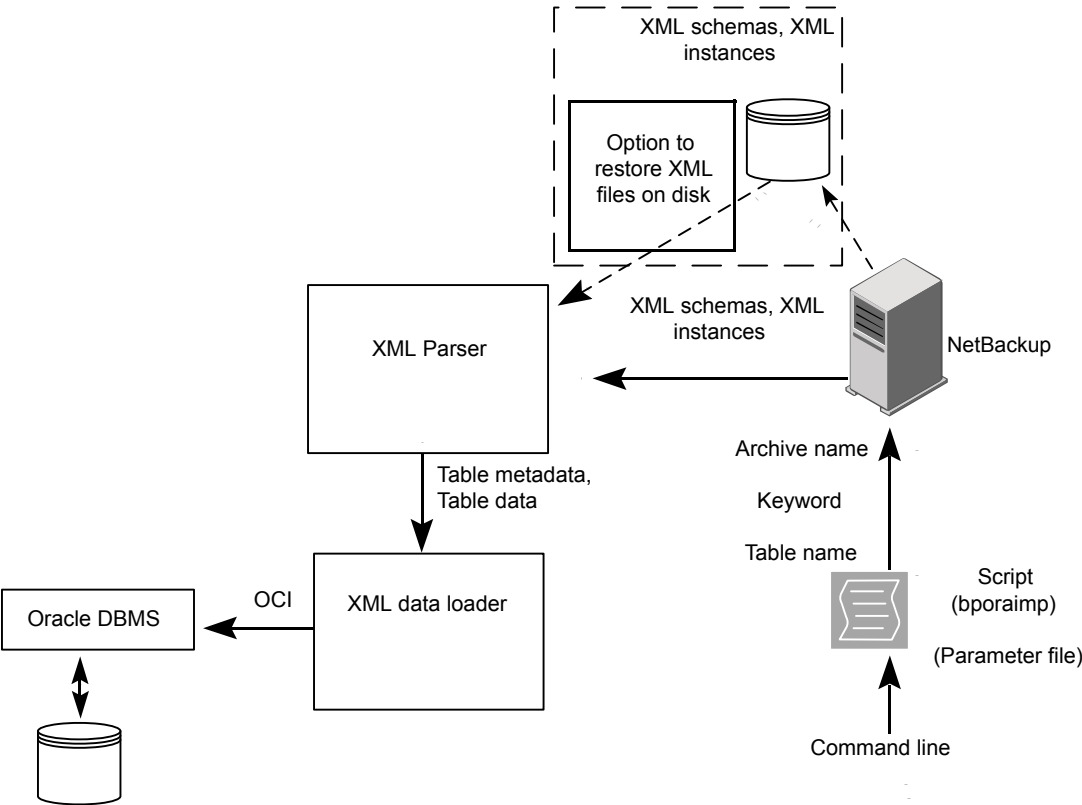 XML schemas, XML
instances
Option to
restore XML
files on disk
XML schemas, XML
instances
XML Parser
NetBackup
Archive name
Table metadata,
Table data
Keyword
Table name
Script
(bporaimp)
(Parameter file)
OCI
XML data loader
Oracle DBMS
Command line